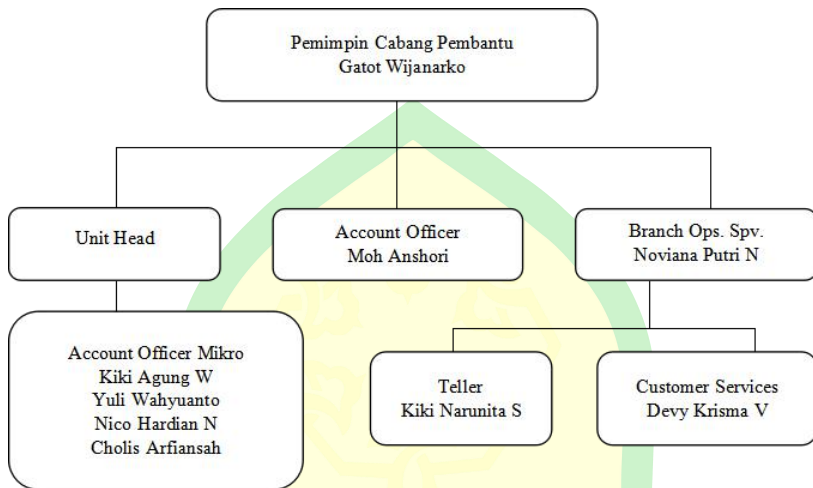 Pemimpin Cabang Pembantu
Gatot Wijanarko
Unit Head
Account Officer
Moh Anshori
Branch Ops. Spv.
Noviana Putri N
Account Officer Mikro
Kiki Agung W
Yuli Wahyuanto
Nico Hardian N
Cholis Arfiansah
Teller
Kiki Narunita S
Customer Services
Devy Krisma V